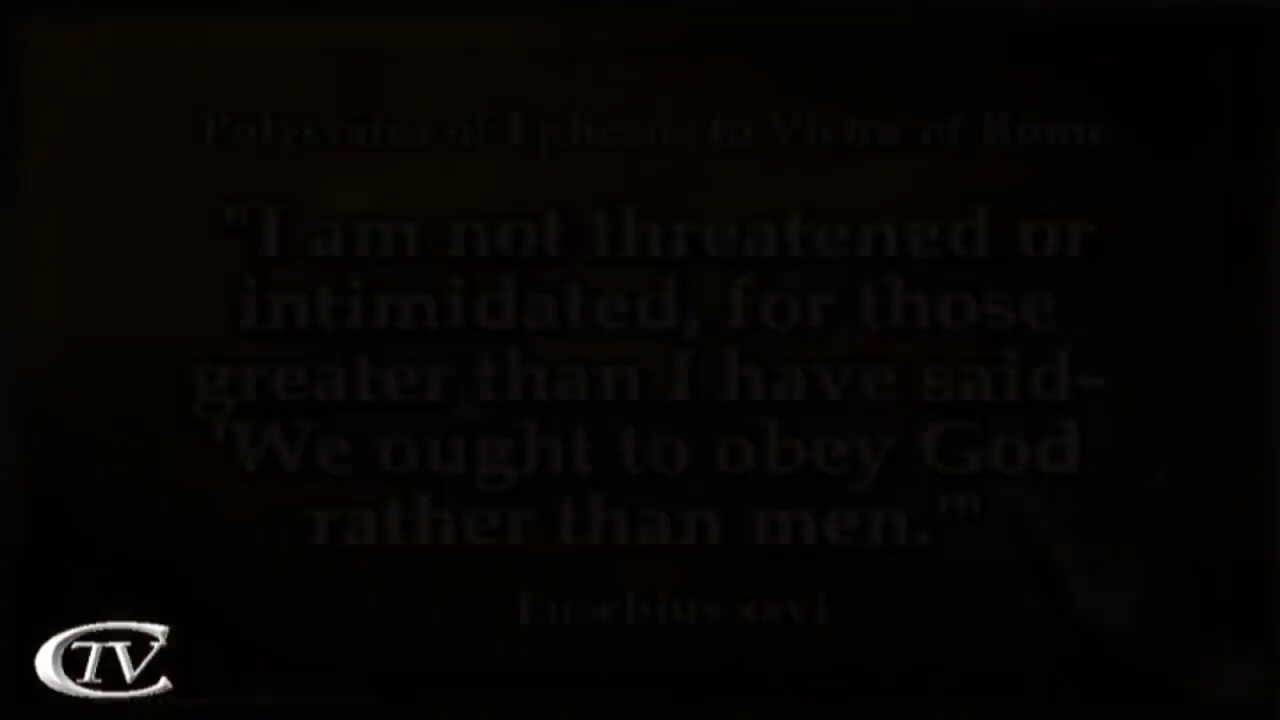 Polycrates of Ephesus to Victor of Rome
"I am not threatened or
intimidated, for those
greater than I have said-
'We ought to obey God
rather than men.'"
Eusebius xxvi
CTV